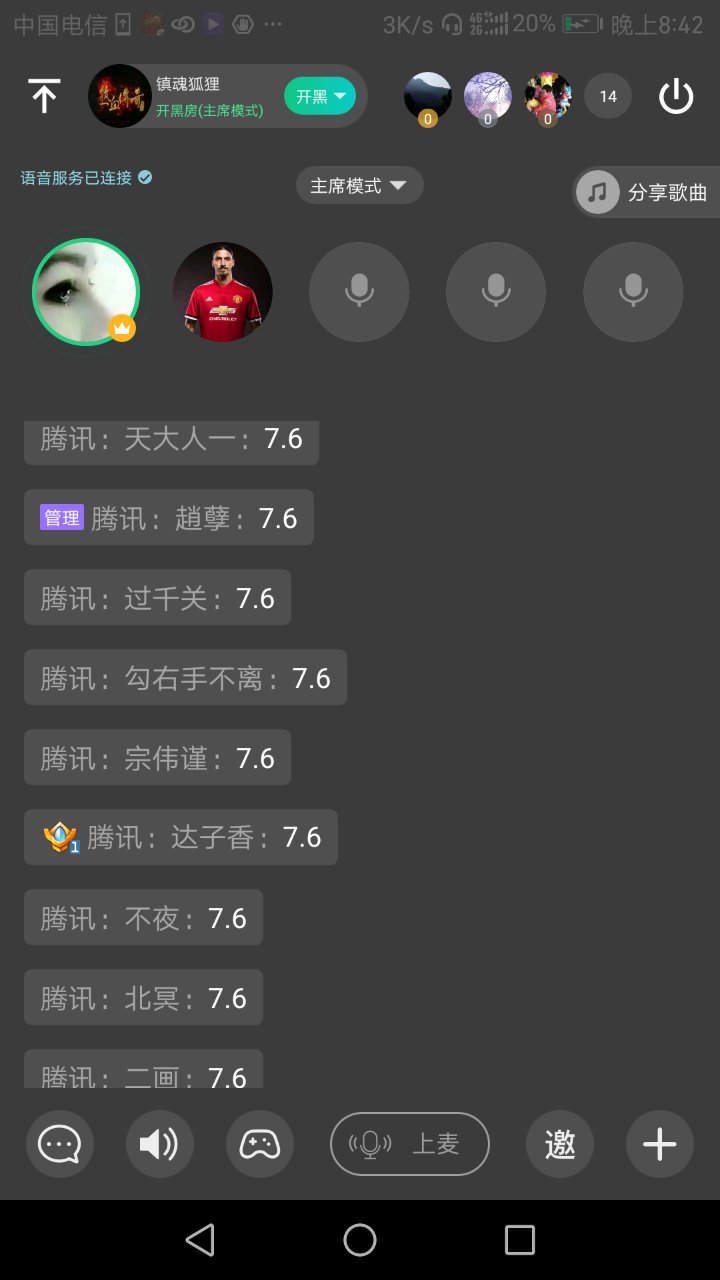 中国电信 ··· 3K/s 4G 2G 20% 晚上8:42
镇魂狐狸
开黑房(主席模式)
开黑
0 0 0
14
语音服务已连接
主席模式
分享歌曲
CHEVROLET
腾讯：天大人一：7.6
管理 腾讯：趙孽：7.6
腾讯：过千关：7.6
腾讯：勾右手不离：7.6
腾讯：宗伟谨：7.6
1 腾讯：达子香：7.6
腾讯：不夜：7.6
腾讯：北冥：7.6
腾讯：二画：7.6
上麦
邀